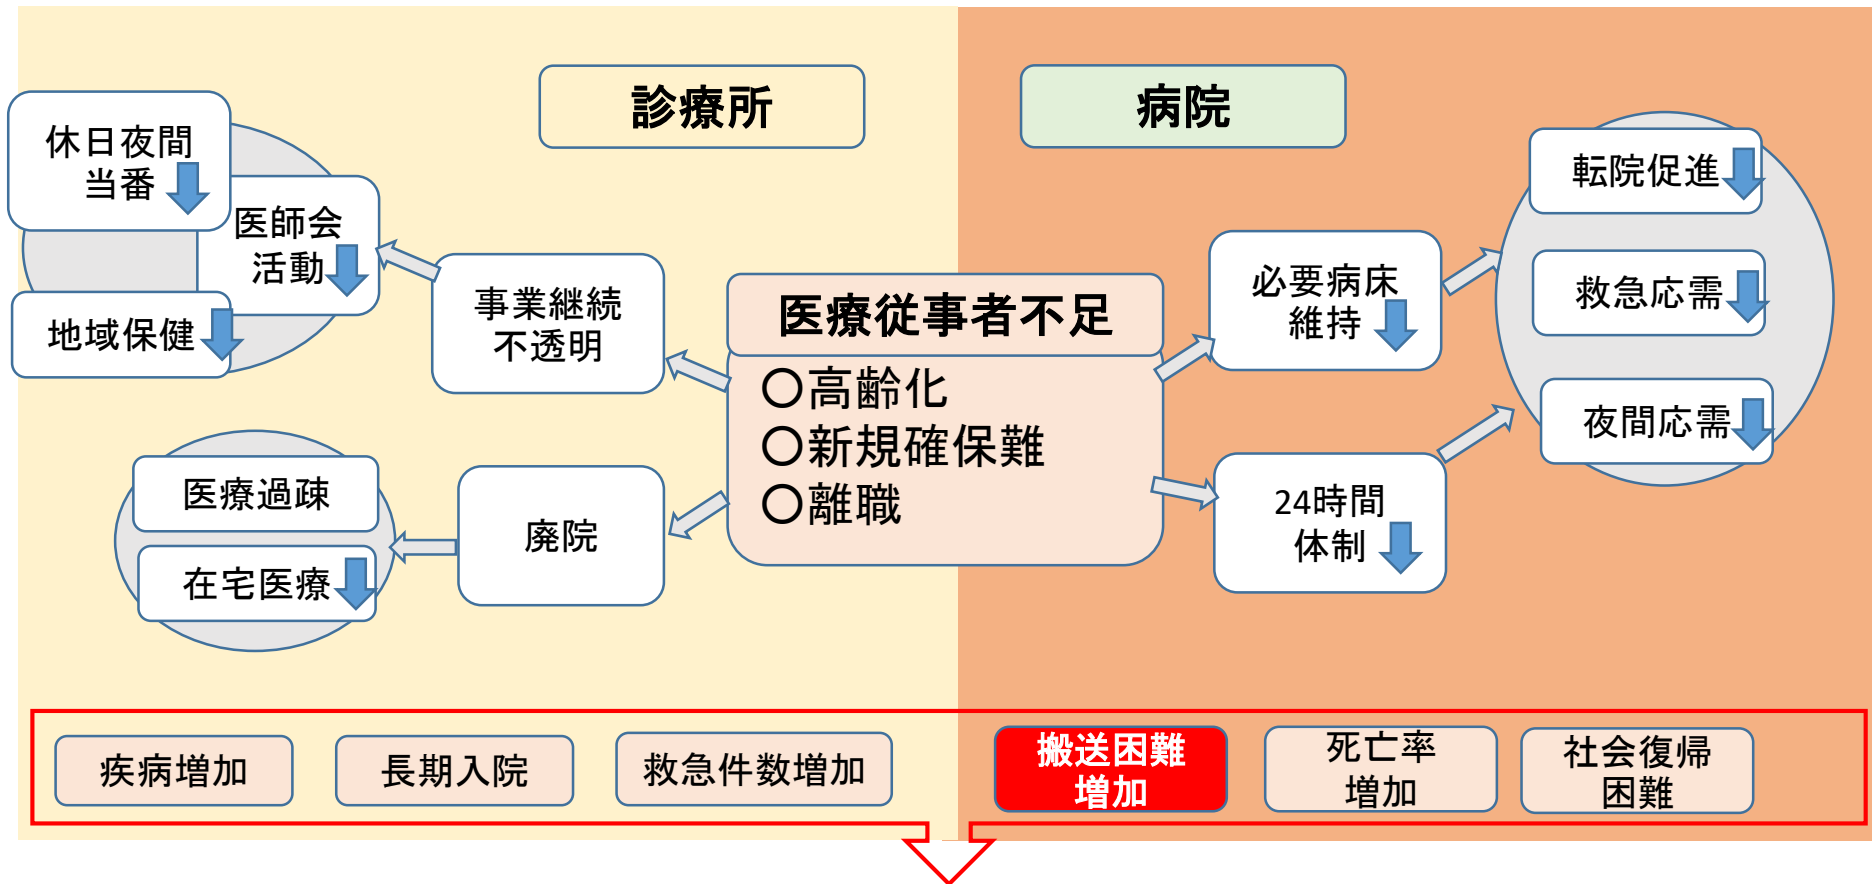 診療所
病院
休日夜間
当番
医師会
活動
地域保健
事業継続
不透明
医療過疎
在宅医療
廃院
医療従事者不足
〇高齢化
〇新規確保難
〇離職
必要病床
維持
24時間
体制
転院促進
救急応需
夜間応需
疾病増加
長期入院
救急件数増加
搬送困難
増加
死亡率
増加
社会復帰
困難